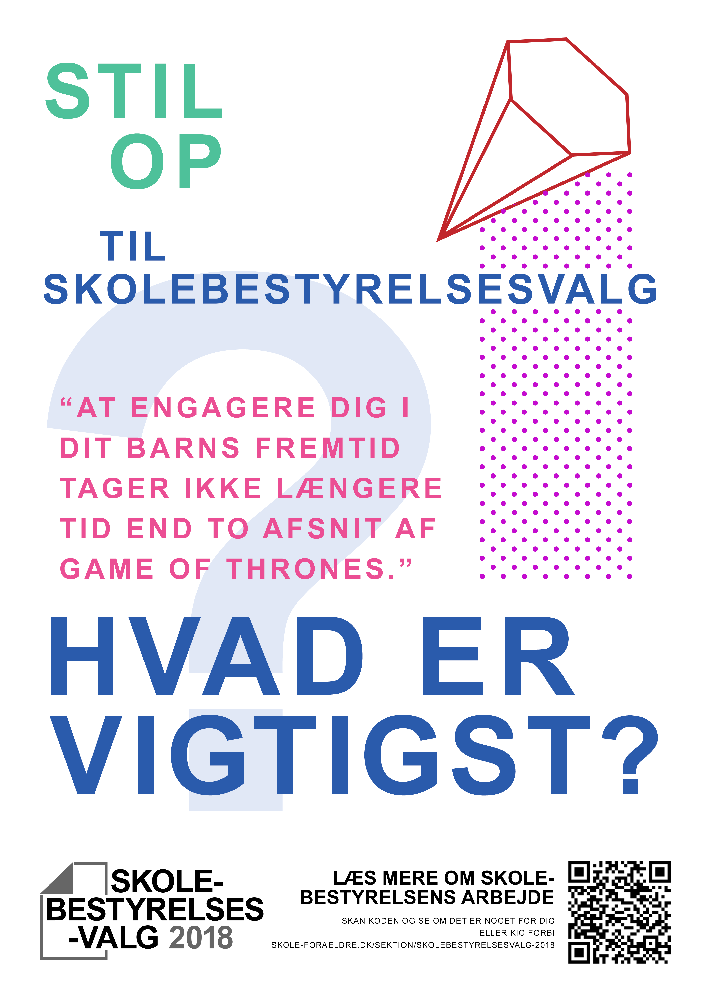 STIL
OP
TIL
SKOLEBESTYRELSESVALG
“AT ENGAGERE DIG I
DIT BARNS FREMTID
TAGER IKKE LÆNGERE
TID END TO AFSNIT AF
GAME OF THRONES.”
HVAD ER
VIGTIGST?
SKOLE-
BESTYRELSES
-VALG 2018
LÆS MERE OM SKOLE-
BESTYRELSENS ARBEJDE
SKAN KODEN OG SE OM DET ER NOGET FOR DIG
ELLER KIG FORBI
SKOLE-FORAELDRE.DK/SEKTION/SKOLEBESTYRELSESVALG-2018